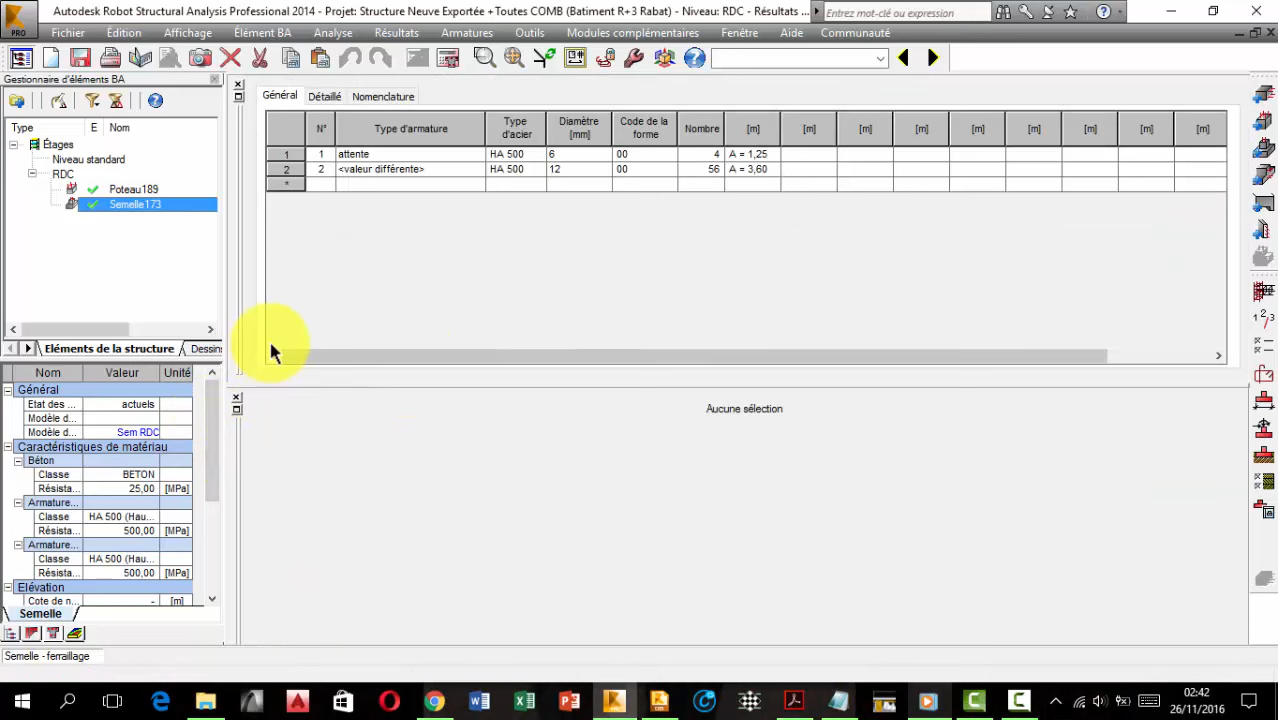 Autodesk Robot Structural Analysis Professional 2014 - Projet: Structure Neuve Exportée +Toutes COMB (Batiment R+3 Rabat) - Niveau: RDC - Résultats ...
Entrez mot-clé ou expression
PRO
Fichier Édition Affichage Élément BA Analyse Résultats Armatures Outils Modules complémentaires Fenêtre Aide Communauté
Gestionnaire d'éléments BA
Type E Nom
Étages
Niveau standard
RDC
Poteau189
Semelle173
Eléments de la structure Dessins
Général Détaillé Nomenclature
N° Type d'armature Type d'acier Diamètre [mm] Code de la forme Nombre [m] [m] [m] [m] [m] [m] [m] [m] [m]
1 1 attente HA 500 6 00 4 A = 1,25
2 2 <valeur différente> HA 500 12 00 56 A = 3,60
*
Aucune sélection
Nom Valeur Unité
Général
Etat des ... actuels
Modèle d...
Modèle d... Sem RDC
Caractéristiques de matériau
Béton
Classe BETON
Résista... 25,00 [MPa]
Armature...
Classe HA 500 (Hau...
Résista... 500,00 [MPa]
Armature...
Classe HA 500 (Hau...
Résista... 500,00 [MPa]
Elévation
Cote de n... - [m]
Semelle
Semelle - ferraillage
02:42
26/11/2016